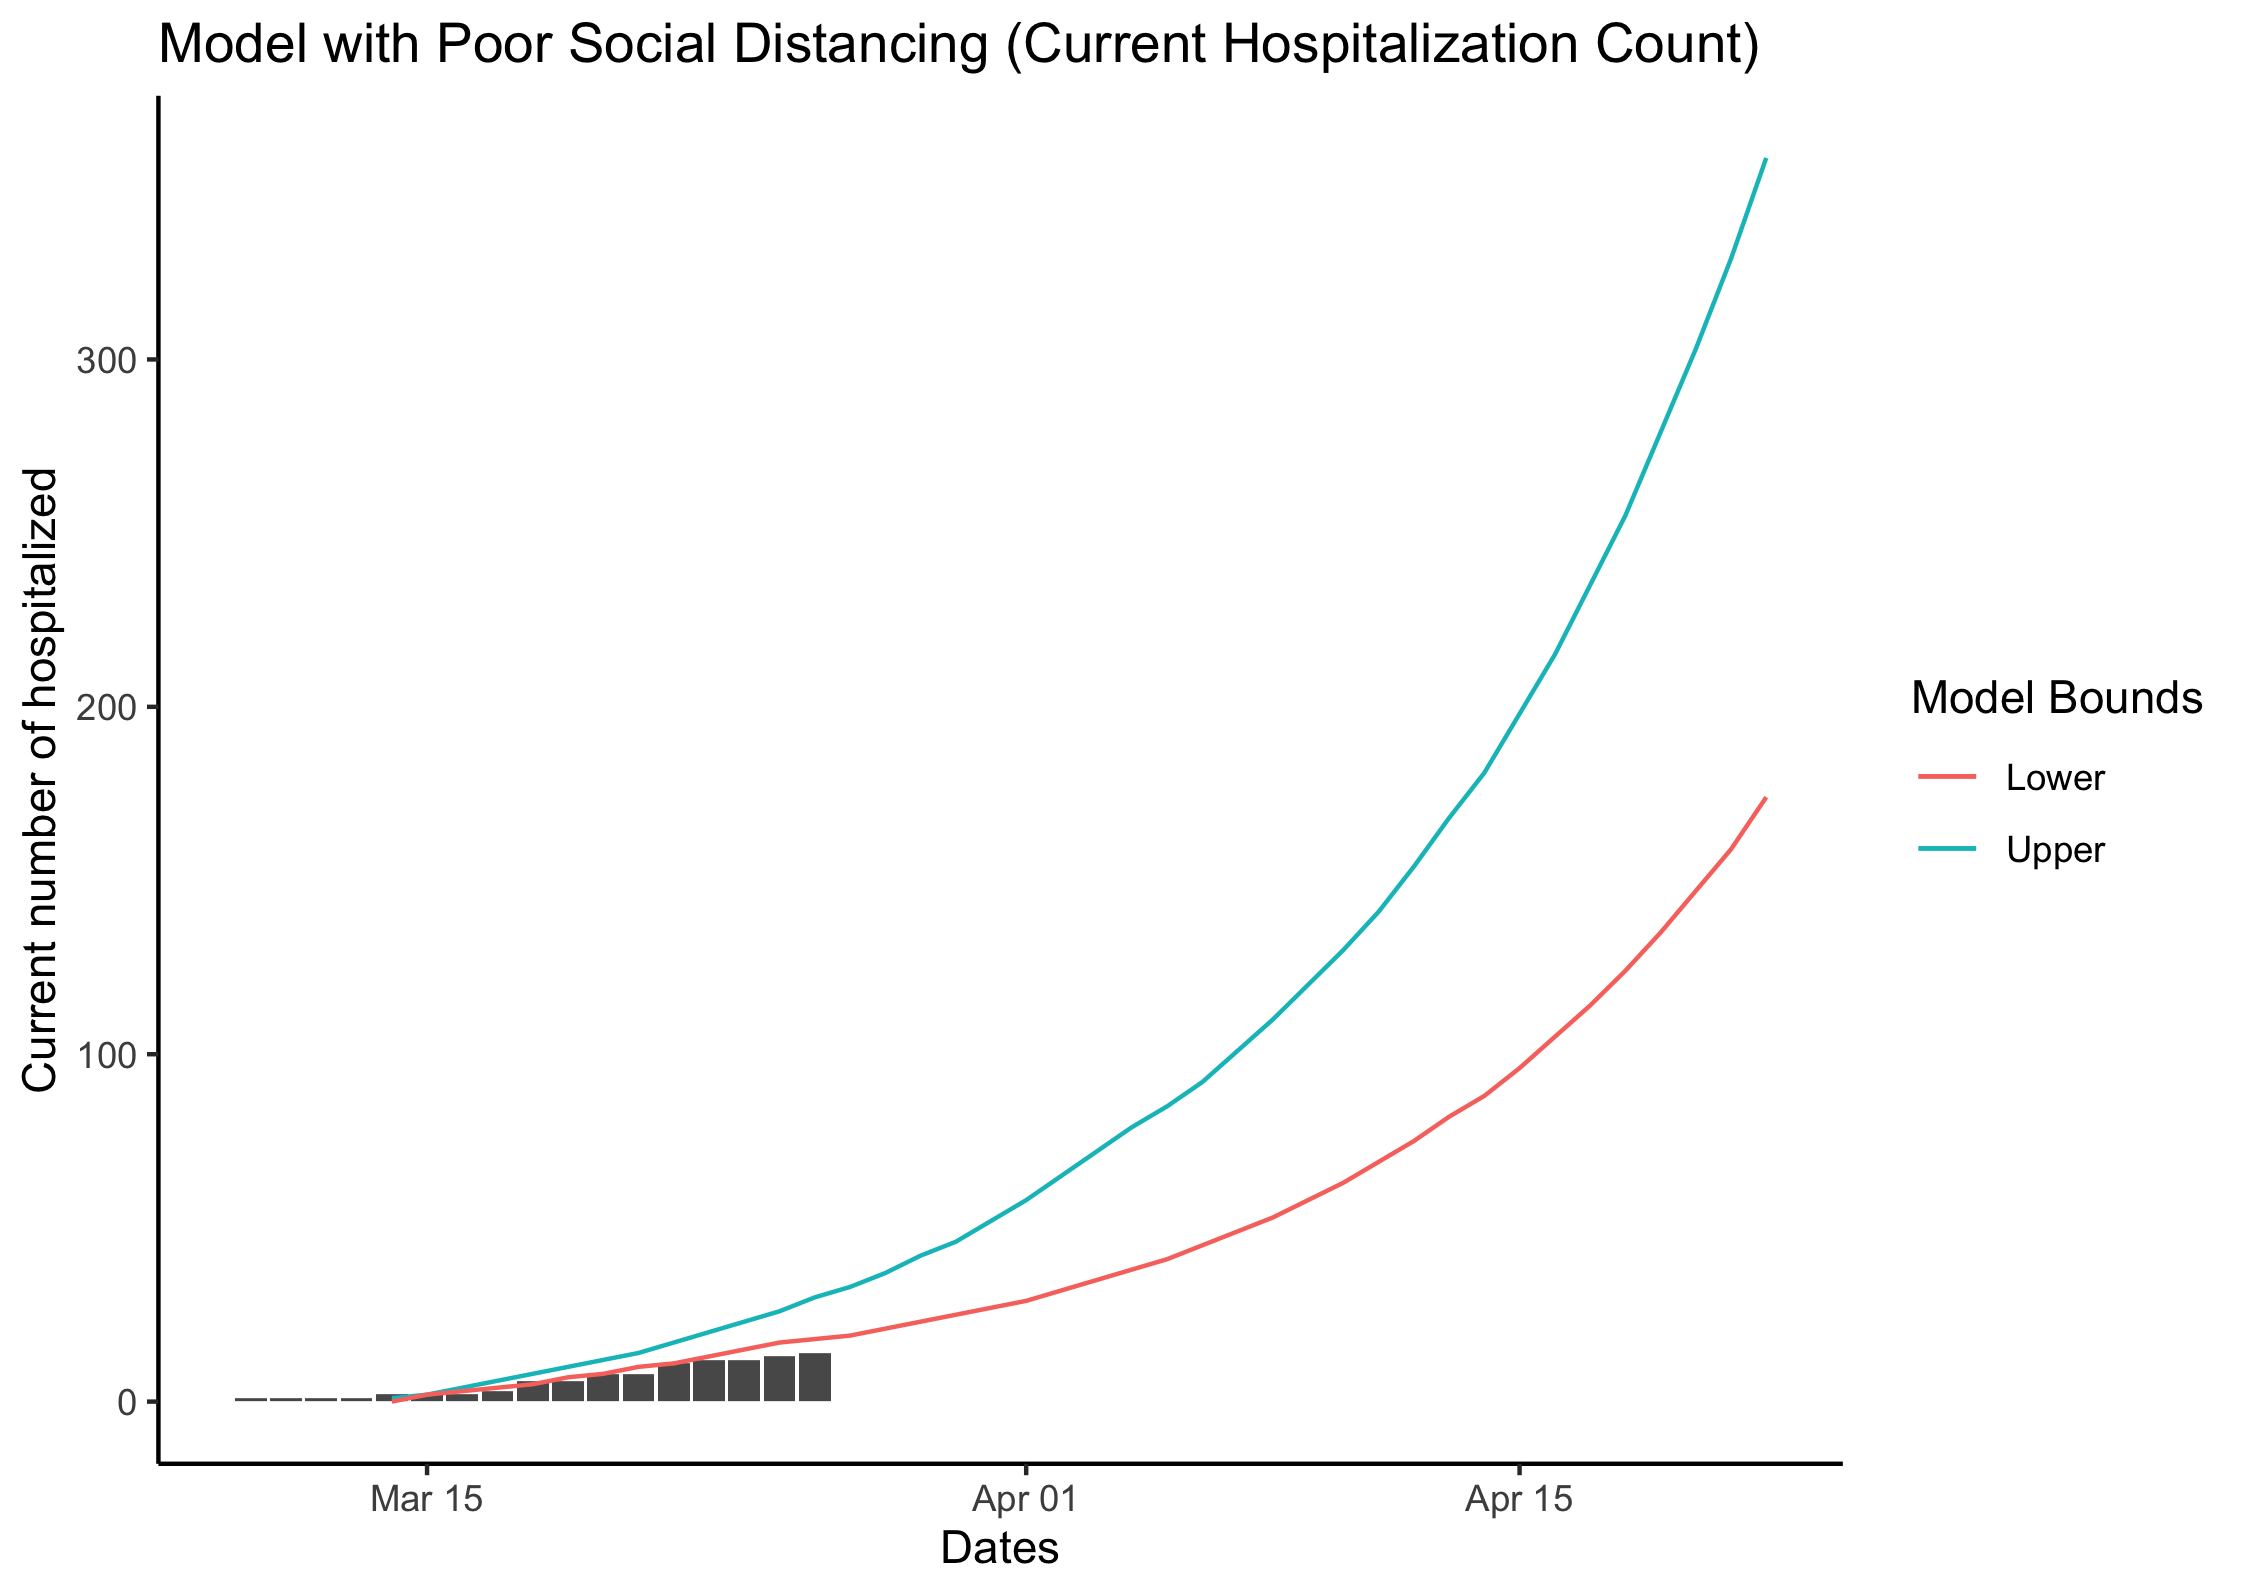 Model with Poor Social Distancing (Current Hospitalization Count)
Current number of hospitalized
300
200
100
0
Mar 15
Apr 01
Apr 15
Dates
Model Bounds
Lower
Upper